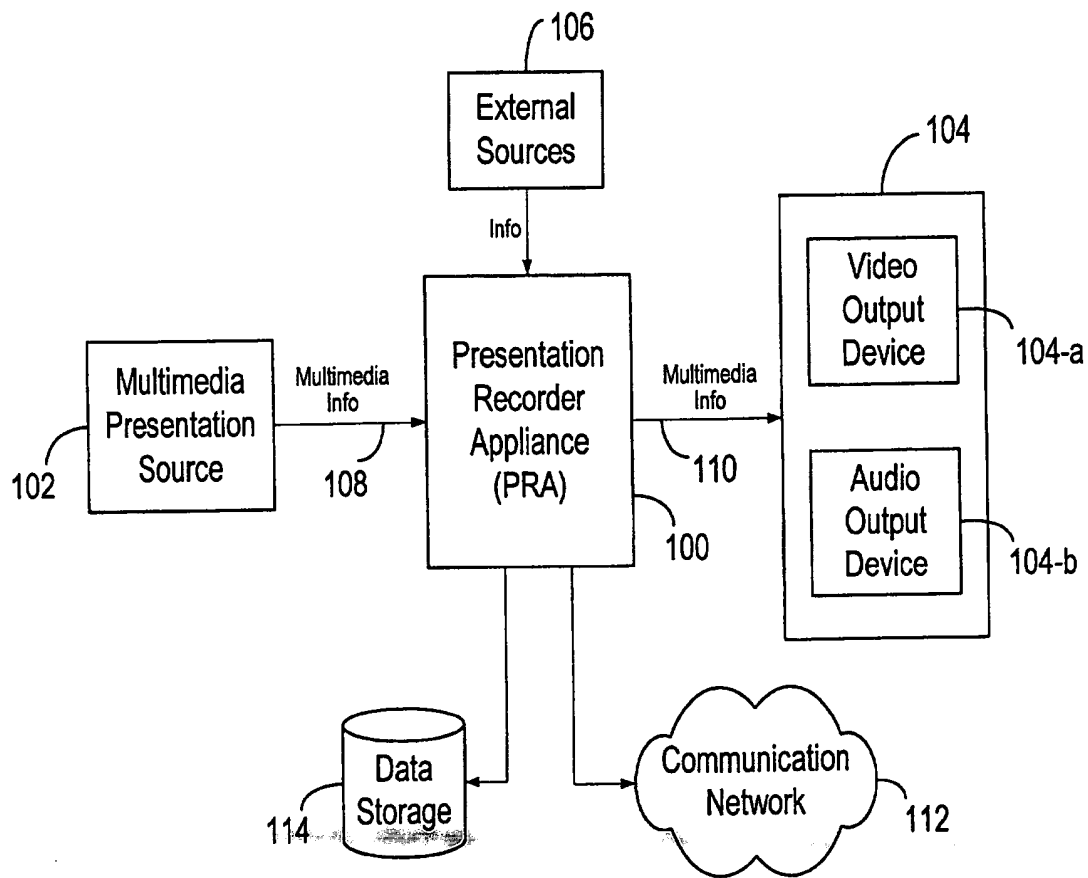 106
External
Sources
Info
104
Video
Output
Device
104-a
Multimedia
Presentation
Source
102
Multimedia
Info
108
Presentation
Recorder
Appliance
(PRA)
100
Multimedia
Info
110
Audio
Output
Device
104-b
Data
Storage
114
Communication
Network
112